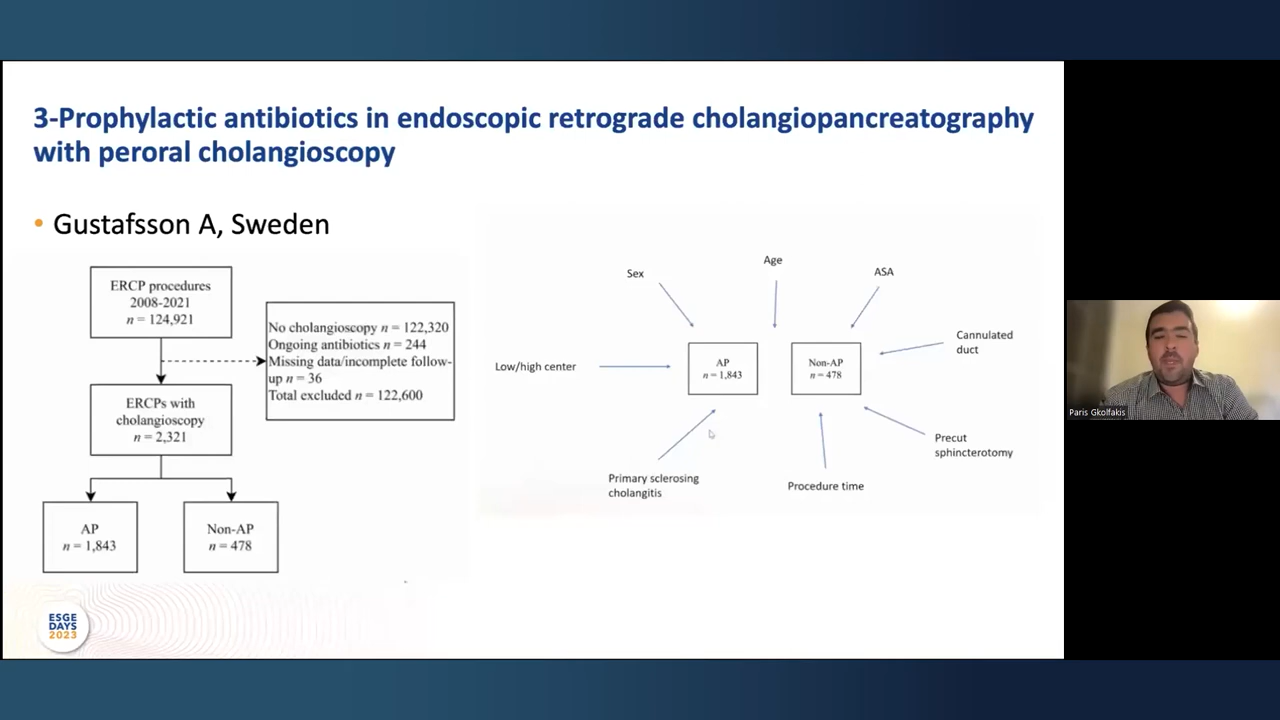 3-Prophylactic antibiotics in endoscopic retrograde cholangiopancreatography
with peroral cholangioscopy
• Gustafsson A, Sweden
ERCP procedures
2008-2021
n = 124,921
No cholangioscopy n = 122,320
Ongoing antibiotics n = 244
Missing data/incomplete follow-
up n = 36
Total excluded n = 122,600
ERCPs with
cholangioscopy
n = 2,321
AP
n = 1,843
Non-AP
n = 478
Sex
Age
ASA
Low/high center
AP
n = 1,843
Non-AP
n = 478
Cannulated
duct
Primary sclerosing
cholangitis
Procedure time
Precut
sphincterotomy
ESGE
DAYS
2023
Paris Gkolfakis